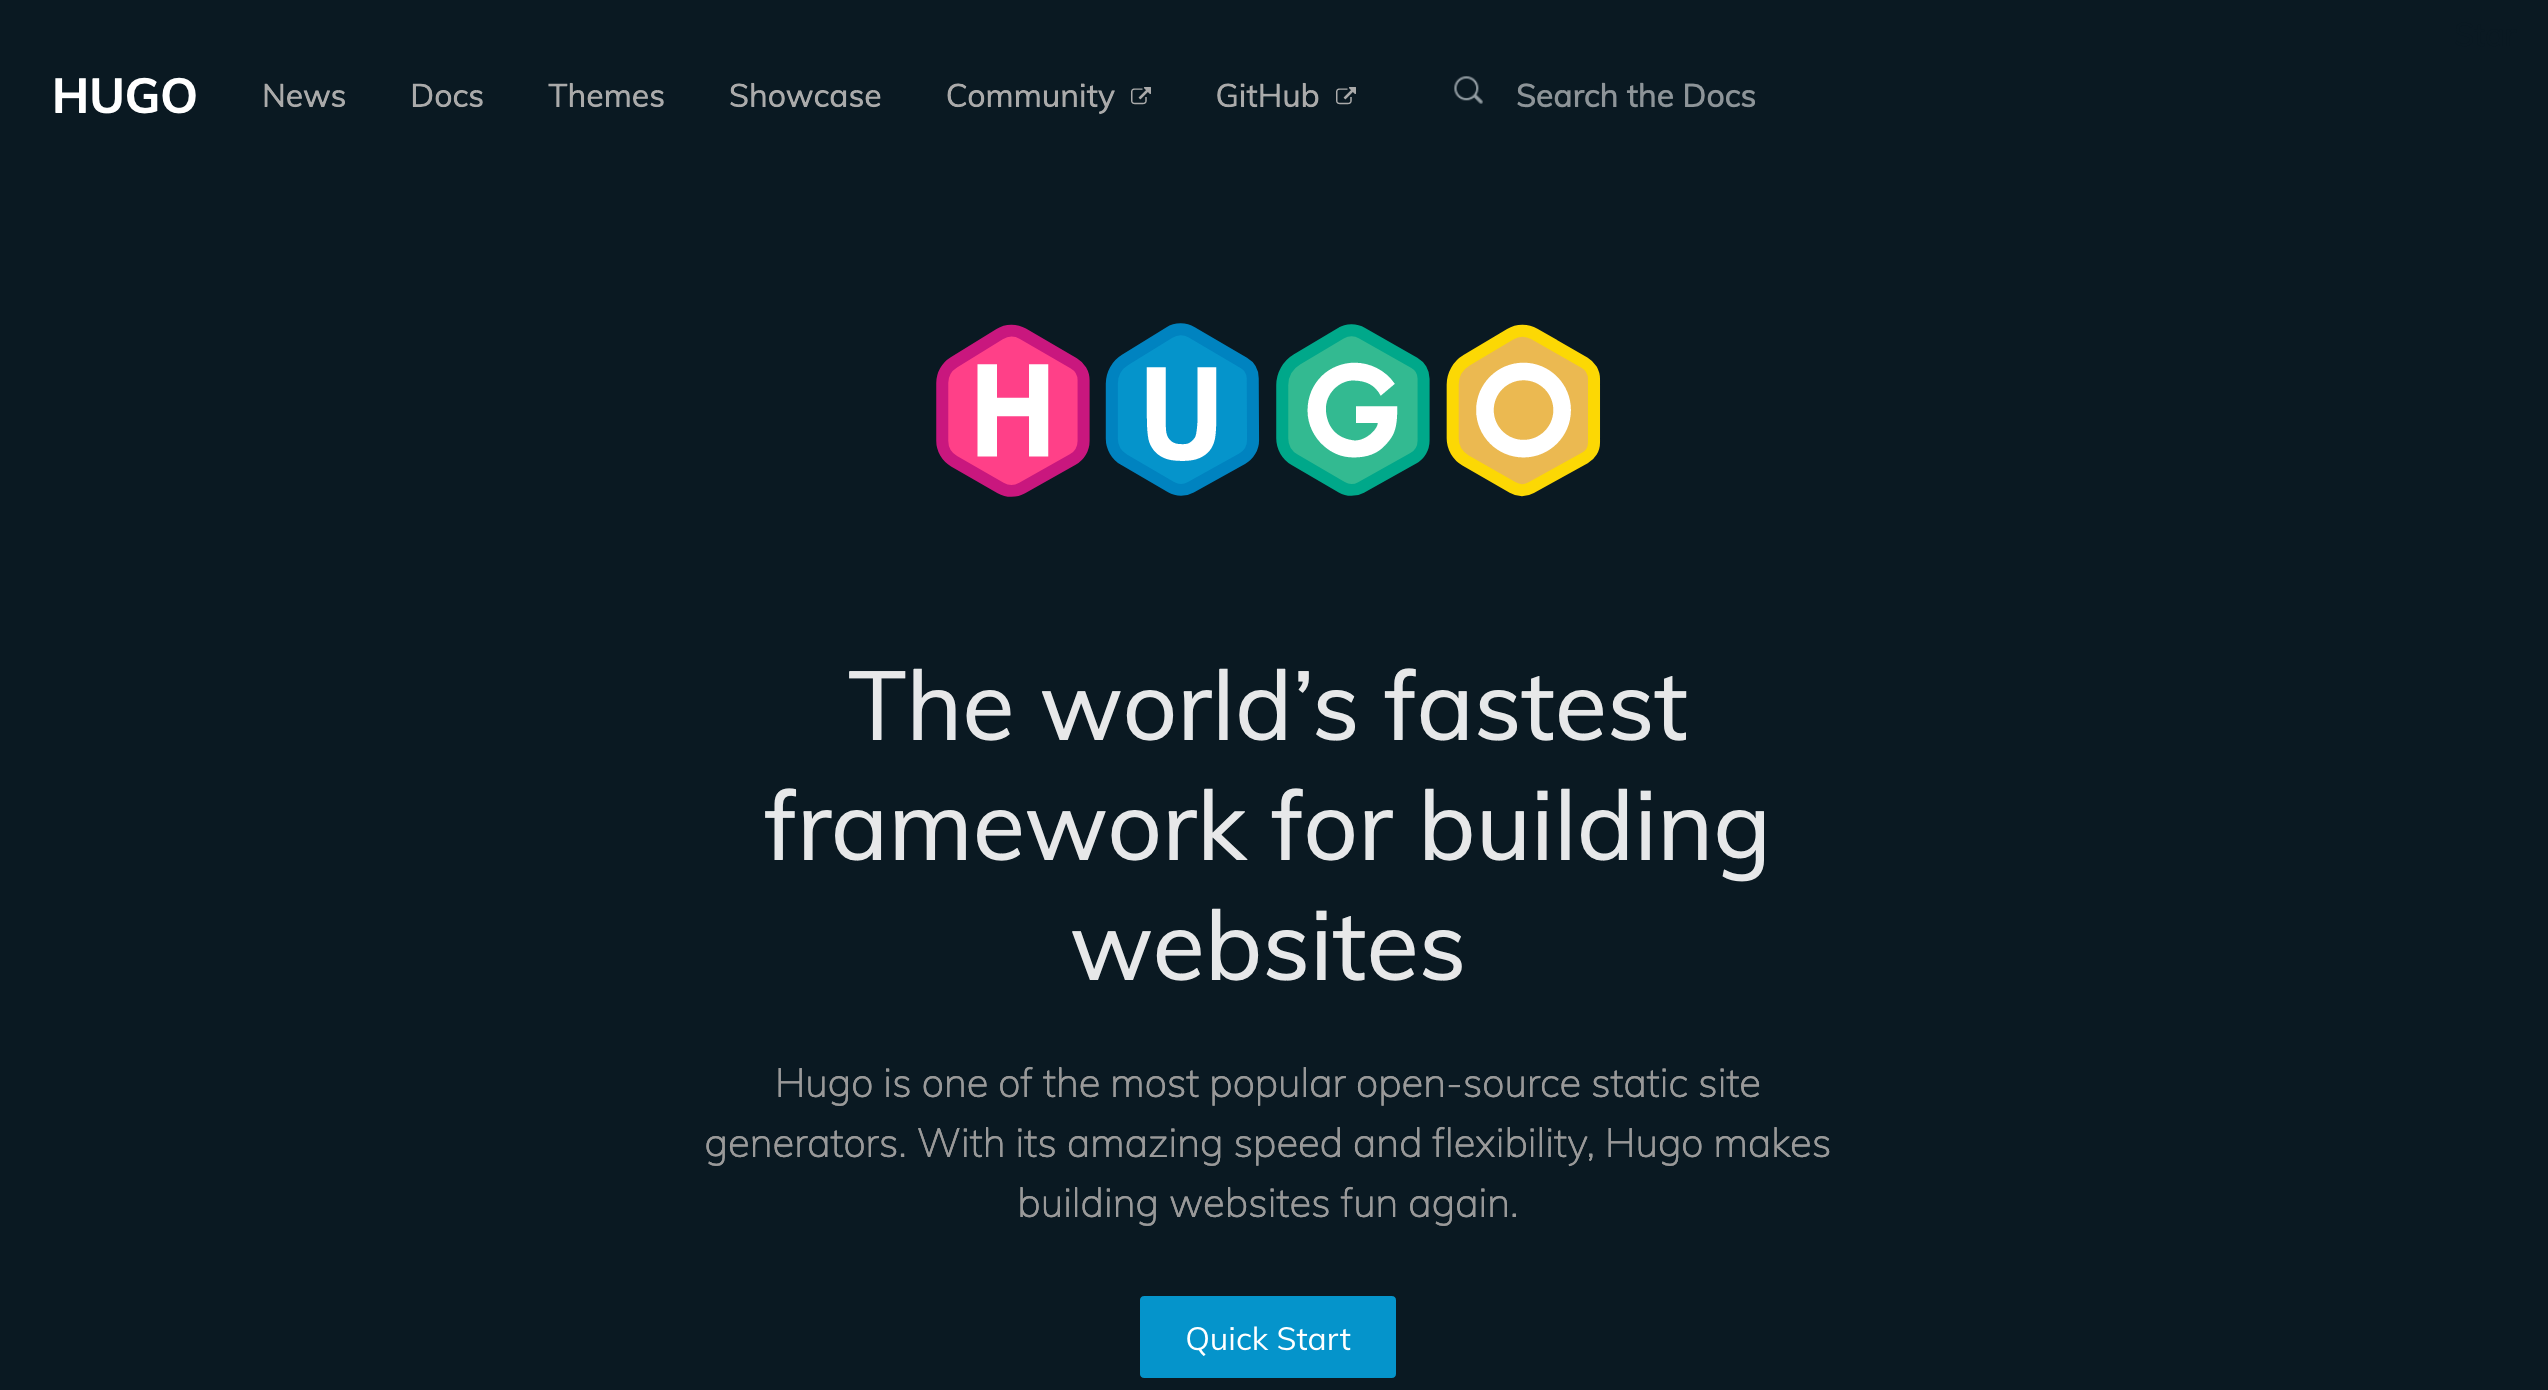 HUGO News Docs Themes Showcase Community GitHub Search the Docs
HUGO
The world’s fastest
framework for building
websites
Hugo is one of the most popular open-source static site
generators. With its amazing speed and flexibility, Hugo makes
building websites fun again.
Quick Start